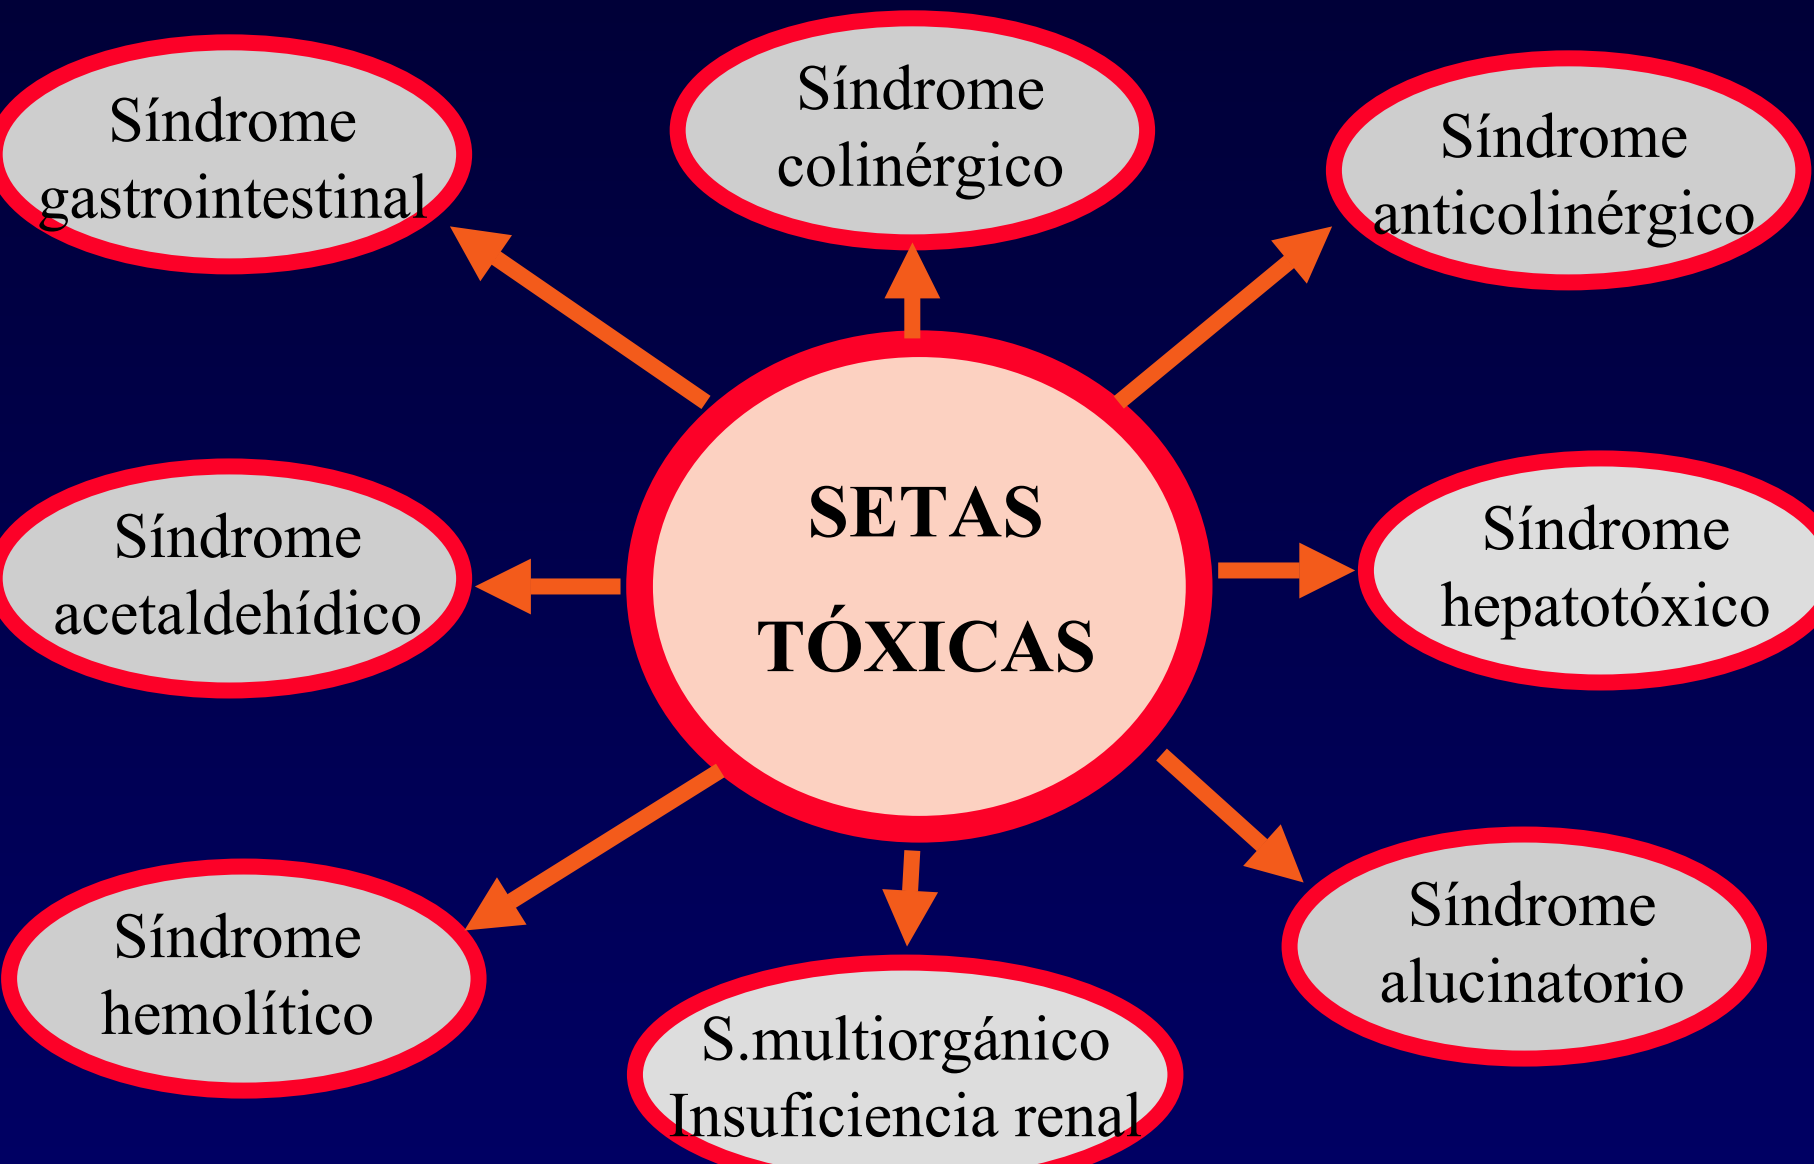 Síndrome
gastrointestinal
Síndrome
colinérgico
Síndrome
anticolinérgico
SETAS
TÓXICAS
Síndrome
acetaldehídico
Síndrome
hepatotóxico
Síndrome
hemolítico
S.multiorgánico
Insuficiencia renal
Síndrome
alucinatorio